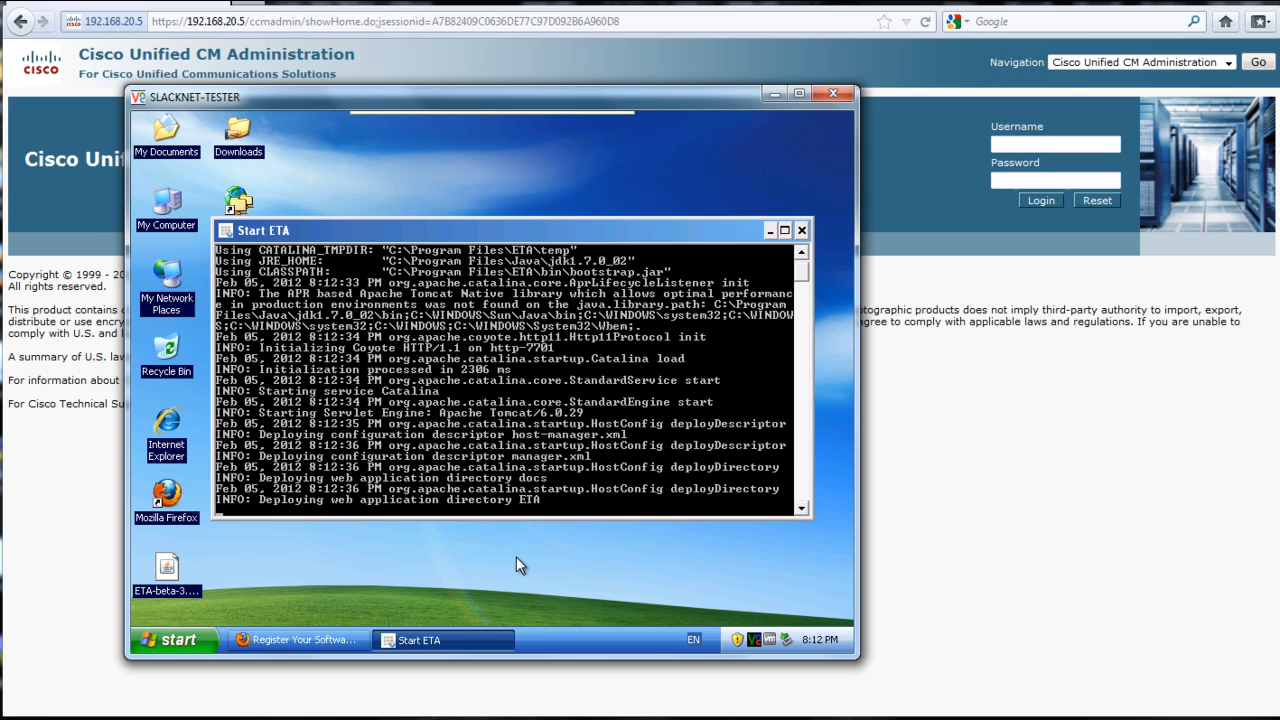 192.168.20.5
https://192.168.20.5/ccmadmin/showHome.do;jsessionid=A7B82409C0636DE77C97D092B6A960D8
Google
CISCO
Cisco Unified CM Administration
For Cisco Unified Communications Solutions
Navigation Cisco Unified CM Administration Go
VC SLACKNET-TESTER
Cisco Unif
Username
Password
Login Reset
My Documents
Downloads
My Computer
My Network Places
Recycle Bin
Internet Explorer
Mozilla Firefox
ETA-beta-3....
Start ETA
Using CATALINA_TMPDIR: "C:\Program Files\ETA\temp"
Using JRE_HOME: "C:\Program Files\Java\jdk1.7.0_02"
Using CLASSPATH: "C:\Program Files\ETA\bin\bootstrap.jar"
Feb 05, 2012 8:12:33 PM org.apache.catalina.core.AprLifecycleListener init
INFO: The APR based Apache Tomcat Native library which allows optimal performanc
e in production environments was not found on the java.library.path: C:\Program
Files\Java\jdk1.7.0_02\bin;C:\WINDOWS\Sun\Java\bin;C:\WINDOWS\system32;C:\WINDOW
S;C:\WINDOWS\system32;C:\WINDOWS;C:\WINDOWS\System32\Wbem;.
Feb 05, 2012 8:12:34 PM org.apache.coyote.http11.Http11Protocol init
INFO: Initializing Coyote HTTP/1.1 on http-7701
Feb 05, 2012 8:12:34 PM org.apache.catalina.startup.Catalina load
INFO: Initialization processed in 2306 ms
Feb 05, 2012 8:12:34 PM org.apache.catalina.core.StandardService start
INFO: Starting service Catalina
Feb 05, 2012 8:12:34 PM org.apache.catalina.core.StandardEngine start
INFO: Starting Servlet Engine: Apache Tomcat/6.0.29
Feb 05, 2012 8:12:35 PM org.apache.catalina.startup.HostConfig deployDescriptor
INFO: Deploying configuration descriptor host-manager.xml
Feb 05, 2012 8:12:36 PM org.apache.catalina.startup.HostConfig deployDescriptor
INFO: Deploying configuration descriptor manager.xml
Feb 05, 2012 8:12:36 PM org.apache.catalina.startup.HostConfig deployDirectory
INFO: Deploying web application directory docs
Feb 05, 2012 8:12:36 PM org.apache.catalina.startup.HostConfig deployDirectory
INFO: Deploying web application directory ETA
start
Register Your Softwa...
Start ETA
EN
8:12 PM
Copyright © 1999 - 20
All rights reserved.
This product contains c
tographic products does not imply third-party authority to import, export,
distribute or use encry
gree to comply with applicable laws and regulations. If you are unable to
comply with U.S. and l
A summary of U.S. law
For information about
For Cisco Technical Su